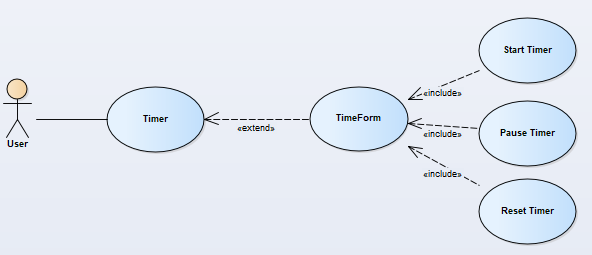 Start Timer
«include»
User
Timer
«extend»
TimeForm
«include»
Pause Timer
«include»
Reset Timer